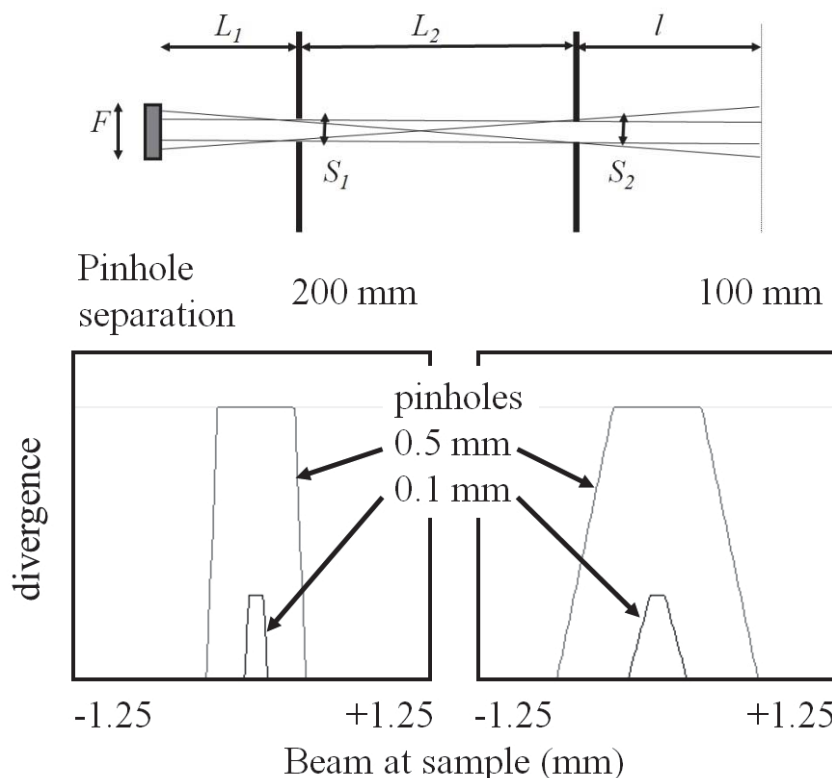 L₁ L₂ l
F
S₁ S₂
Pinhole
separation
200 mm 100 mm
pinholes
0.5 mm
0.1 mm
divergence
-1.25 +1.25 -1.25 +1.25
Beam at sample (mm)